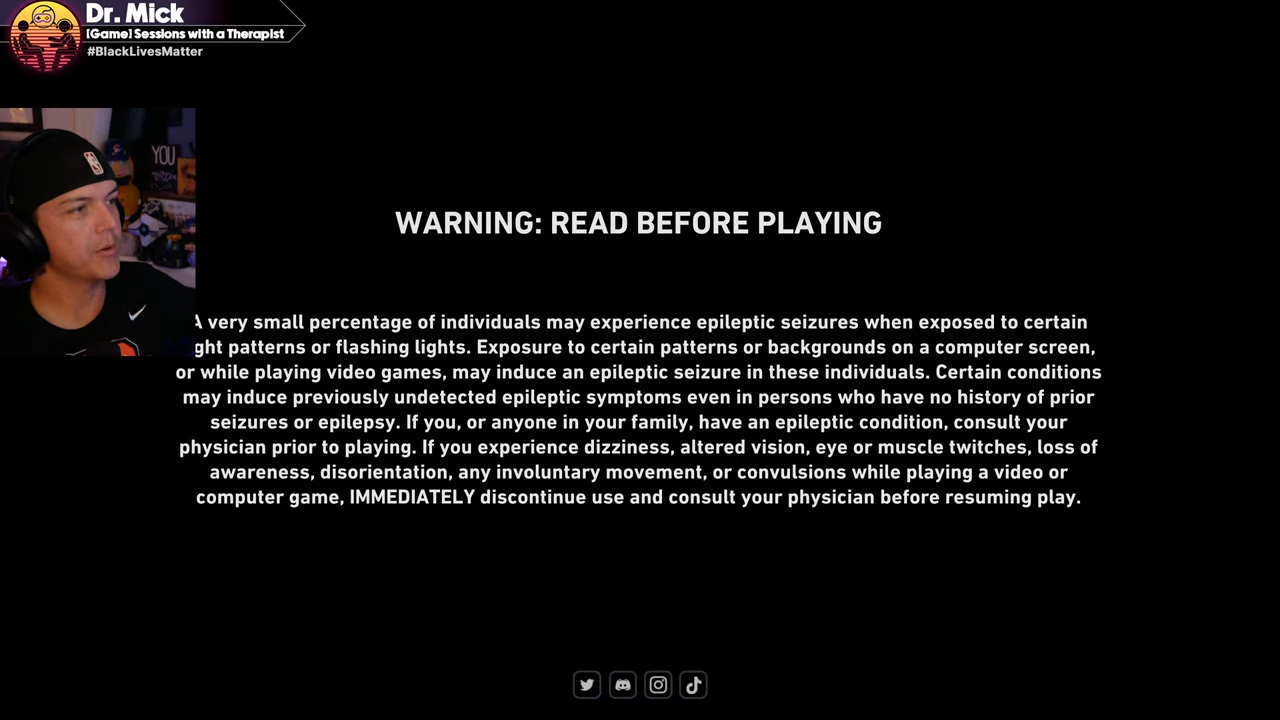 Dr. Mick
[Game] Sessions with a Therapist
#BlackLivesMatter
YOU
WARNING: READ BEFORE PLAYING
A very small percentage of individuals may experience epileptic seizures when exposed to certain
patterns or flashing lights. Exposure to certain patterns or backgrounds on a computer screen,
or while playing video games, may induce an epileptic seizure in these individuals. Certain conditions
may induce previously undetected epileptic symptoms even in persons who have no history of prior
seizures or epilepsy. If you, or anyone in your family, have an epileptic condition, consult your
physician prior to playing. If you experience dizziness, altered vision, eye or muscle twitches, loss of
awareness, disorientation, any involuntary movement, or convulsions while playing a video or
computer game, IMMEDIATELY discontinue use and consult your physician before resuming play.